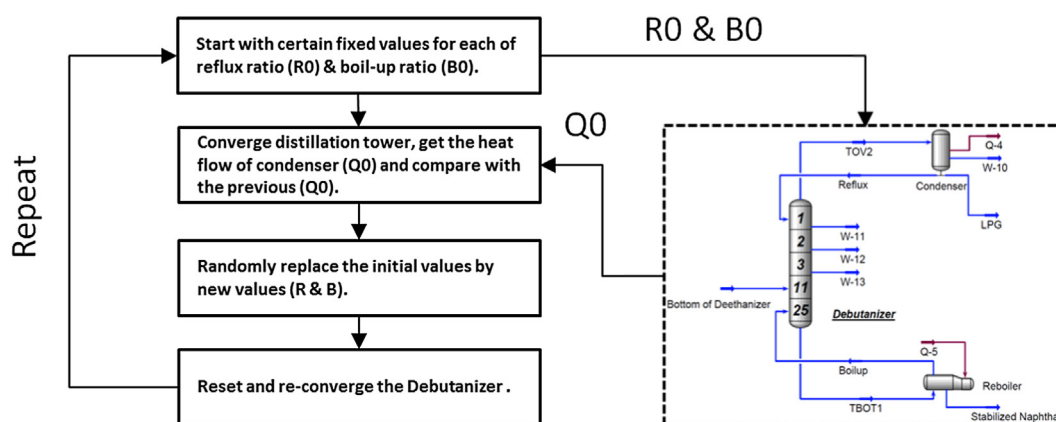 R0 & B0
Start with certain fixed values for each of
reflux ratio (R0) & boil-up ratio (B0).
Q0
Converge distillation tower, get the heat
flow of condenser (Q0) and compare with
the previous (Q0).
Repeat
Randomly replace the initial values by
new values (R & B).
Reset and re-converge the Debutanizer .
TOV2
Q-4
W-10
Reflux
Condenser
LPG
1
W-11
2
W-12
3
W-13
11
Bottom of Deethanizer
25
Debutanizer
Q-5
Boilup
Reboiler
TBOT1
Stabilized Naphtha